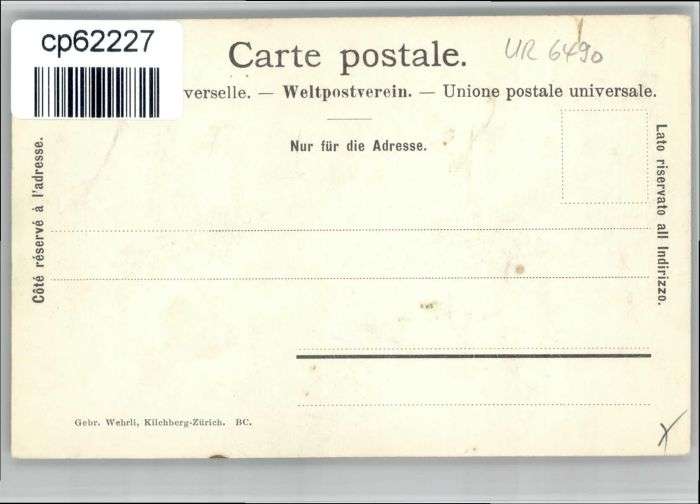 cp62227
Carte postale.
UR 6490
verselle. — Weltpostverein. — Unione postale universale.
Nur für die Adresse.
Côté réservé à l'adresse.
Lato riservato all Indirizzo.
Gebr. Wehrli, Kilchberg-Zürich. BC.